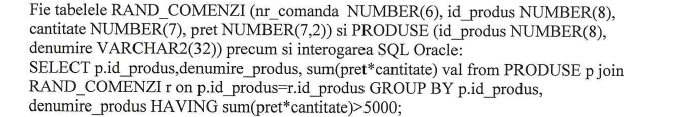 Fie tabelele RAND_COMENZI (nr_comanda NUMBER(6), id_produs NUMBER(8),
cantitate NUMBER(7), pret NUMBER(7,2)) si PRODUSE (id_produs NUMBER(8),
denumire VARCHAR2(32)) precum si interogarea SQL Oracle:
SELECT p.id_produs,denumire_produs, sum(pret*cantitate) val from PRODUSE p join
RAND_COMENZI r on p.id_produs=r.id_produs GROUP BY p.id_produs,
denumire_produs HAVING sum(pret*cantitate)>5000;